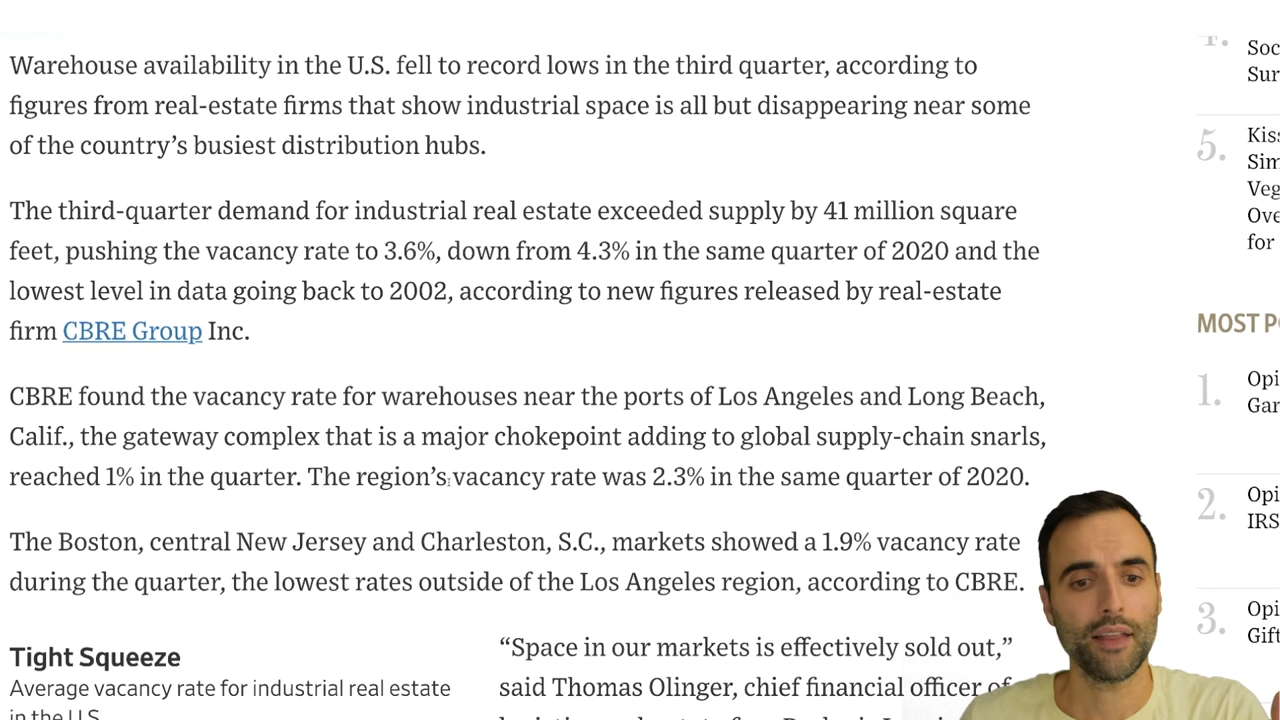 Warehouse availability in the U.S. fell to record lows in the third quarter, according to
figures from real-estate firms that show industrial space is all but disappearing near some
of the country’s busiest distribution hubs.
The third-quarter demand for industrial real estate exceeded supply by 41 million square
feet, pushing the vacancy rate to 3.6%, down from 4.3% in the same quarter of 2020 and the
lowest level in data going back to 2002, according to new figures released by real-estate
firm CBRE Group Inc.
CBRE found the vacancy rate for warehouses near the ports of Los Angeles and Long Beach,
Calif., the gateway complex that is a major chokepoint adding to global supply-chain snarls,
reached 1% in the quarter. The region’s vacancy rate was 2.3% in the same quarter of 2020.
The Boston, central New Jersey and Charleston, S.C., markets showed a 1.9% vacancy rate
during the quarter, the lowest rates outside of the Los Angeles region, according to CBRE.
Tight Squeeze
Average vacancy rate for industrial real estate
in the U.S.
“Space in our markets is effectively sold out,”
said Thomas Olinger, chief financial officer of
4.
Soc
Sur
5.
Kiss
Sim
Veg
Ove
for
MOST P
1.
Opi
Gar
2.
Opi
IRS
3.
Opi
Gift